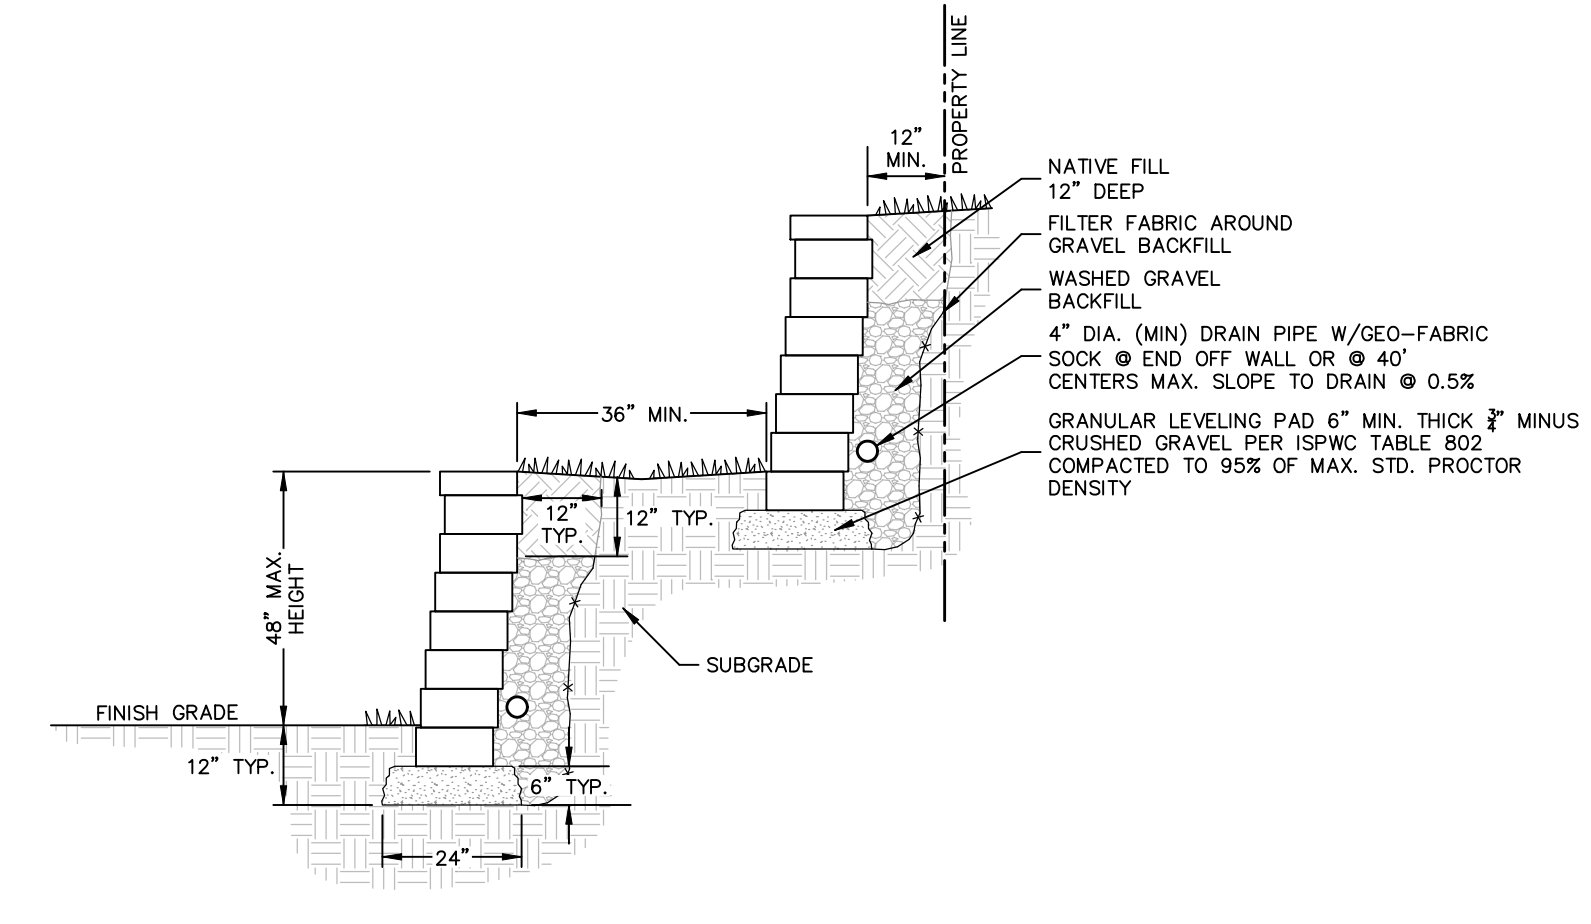 PROPERTY LINE
12"
MIN.
NATIVE FILL
12" DEEP
FILTER FABRIC AROUND
GRAVEL BACKFILL
WASHED GRAVEL
BACKFILL
4" DIA. (MIN) DRAIN PIPE W/GEO-FABRIC
SOCK @ END OFF WALL OR @ 40'
CENTERS MAX. SLOPE TO DRAIN @ 0.5%
GRANULAR LEVELING PAD 6" MIN. THICK ¾" MINUS
CRUSHED GRAVEL PER ISPWC TABLE 802
COMPACTED TO 95% OF MAX. STD. PROCTOR
DENSITY
36" MIN.
12"
TYP.
12" TYP.
48" MAX.
HEIGHT
SUBGRADE
FINISH GRADE
12" TYP.
6" TYP.
24"